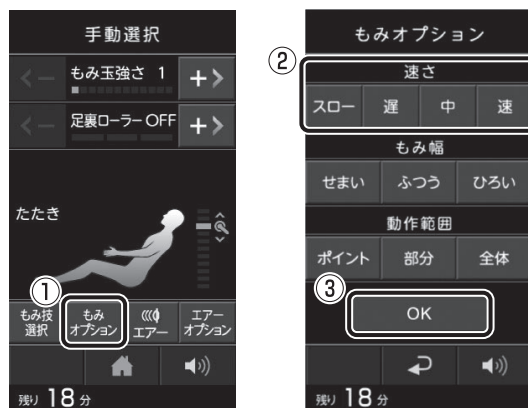 手動選択
もみ玉強さ 1
足裏ローラー OFF
たたき
①
もみ技
選択
もみ
オプション
エアー
エアー
オプション
残り 18 分
もみオプション
②
速さ
スロー 遅 中 速
もみ幅
せまい ふつう ひろい
動作範囲
ポイント 部分 全体
③
OK
残り 18 分